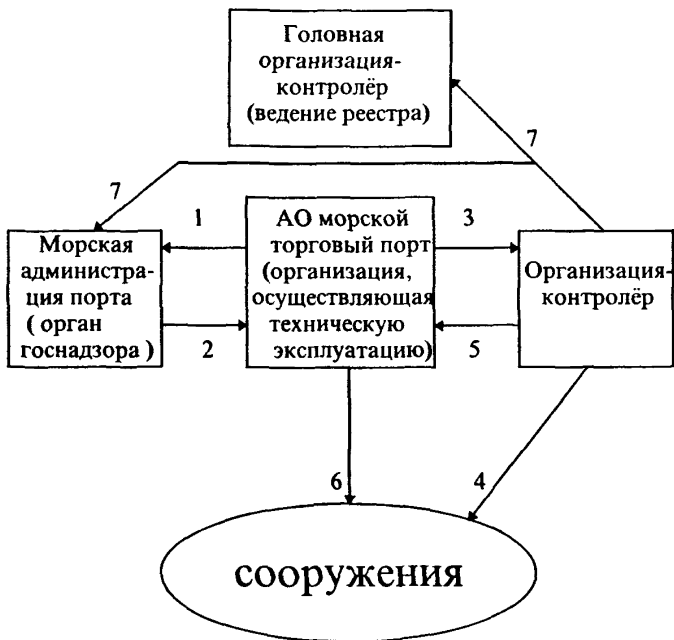 Головная
организация-
контролёр
(ведение реестра)
7
7
1
АО морской
торговый порт
(организация,
осуществляющая
техническую
эксплуатацию)
3
Морская
администра-
ция порта
( орган
госнадзора )
Организация-
контролёр
2
5
6
4
сооружения